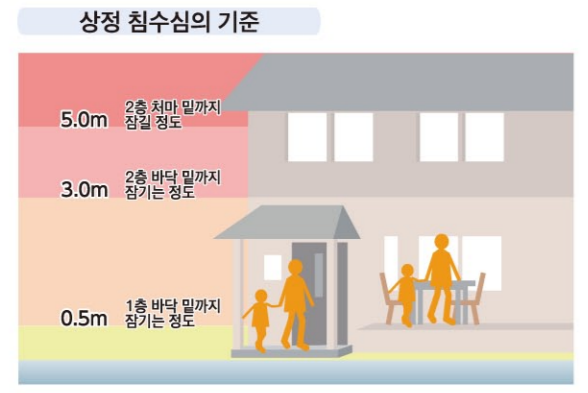 상정 침수심의 기준
5.0m 2층 처마 밑까지
잠길 정도
3.0m 2층 바닥 밑까지
잠기는 정도
0.5m 1층 바닥 밑까지
잠기는 정도